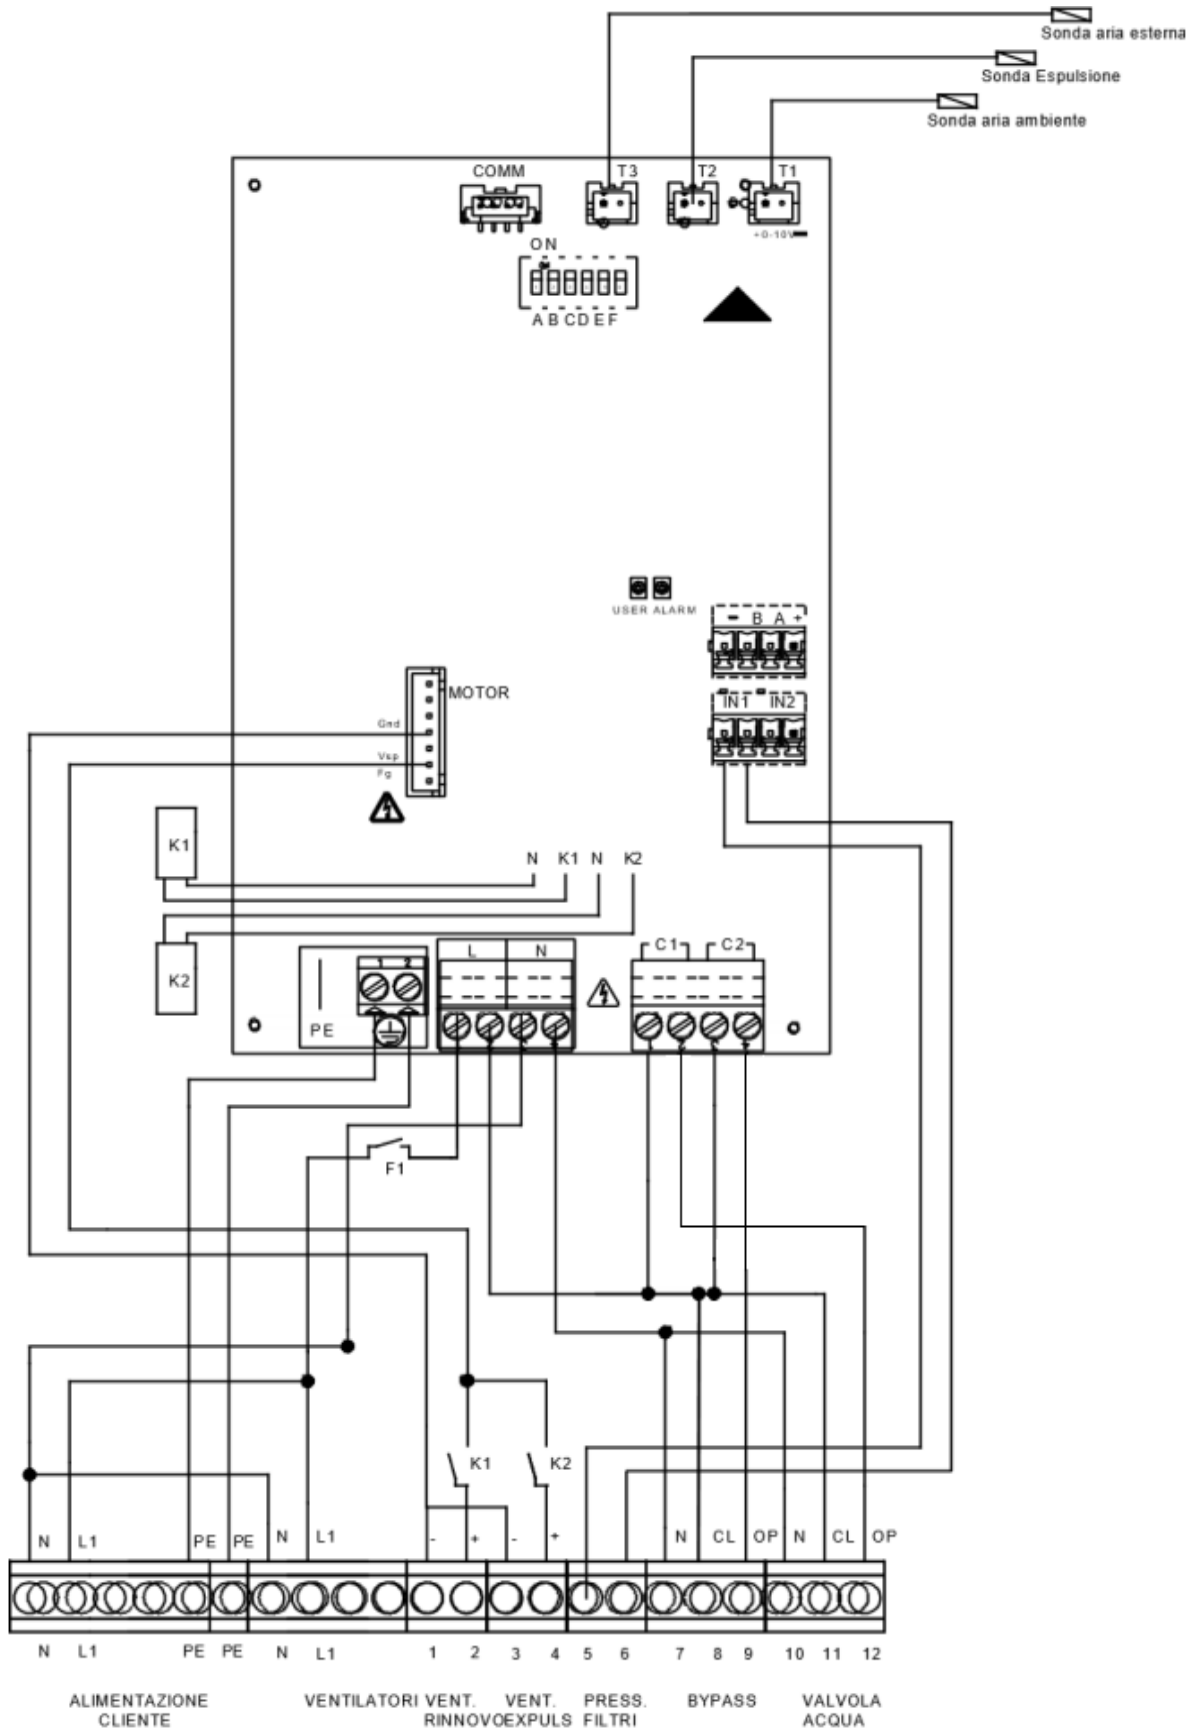 Sonda aria esterna
Sonda Espulsione
Sonda aria ambiente
COMM
T3
T2
T1
+0-10V
ON
A B C D E F
USER ALARM
- B A +
IN1 IN2
MOTOR
Gnd
Vsp
Fg
K1
N K1 N K2
K2
L N
C1 C2
1 2
PE
F1
K1 K2
N L1 PE PE N L1 - + - + N CL OP N CL OP
N L1 PE PE N L1 1 2 3 4 5 6 7 8 9 10 11 12
ALIMENTAZIONE
CLIENTE
VENTILATORI
VENT.
RINNOVO
VENT.
EXPULS
PRESS.
FILTRI
BYPASS
VALVOLA
ACQUA